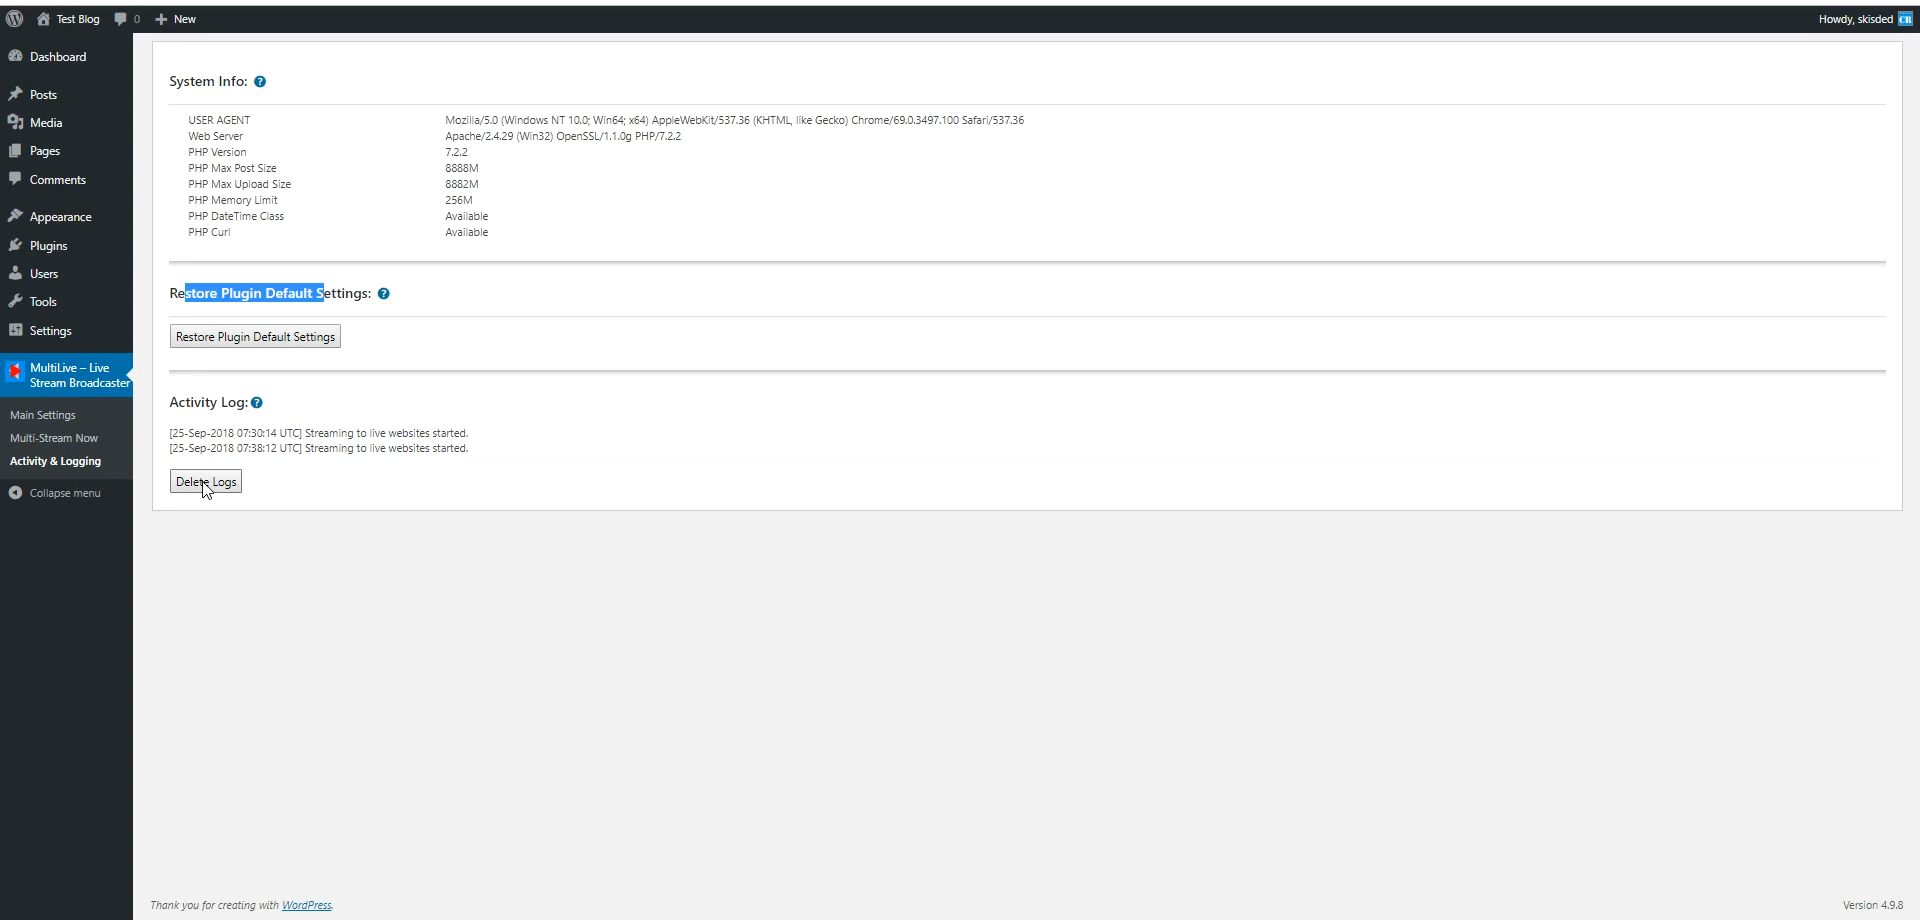 Test Blog 0 New Howdy, skisded CR
Dashboard
Posts
Media
Pages
Comments
Appearance
Plugins
Users
Tools
Settings
MultiLive – Live
Stream Broadcaster
Main Settings
Multi-Stream Now
Activity & Logging
Collapse menu
System Info: ?
USER AGENT Mozilla/5.0 (Windows NT 10.0; Win64; x64) AppleWebKit/537.36 (KHTML, like Gecko) Chrome/69.0.3497.100 Safari/537.36
Web Server Apache/2.4.29 (Win32) OpenSSL/1.1.0g PHP/7.2.2
PHP Version 7.2.2
PHP Max Post Size 8888M
PHP Max Upload Size 8882M
PHP Memory Limit 256M
PHP DateTime Class Available
PHP Curl Available
Restore Plugin Default Settings: ?
Restore Plugin Default Settings
Activity Log: ?
[25-Sep-2018 07:30:14 UTC] Streaming to live websites started.
[25-Sep-2018 07:38:12 UTC] Streaming to live websites started.
Delete Logs
Thank you for creating with WordPress. Version 4.9.8